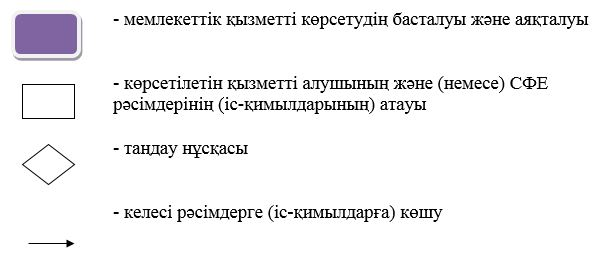 - мемлекеттік қызметті көрсетудің басталуы және аяқталуы
- көрсетілетін қызметті алушының және (немесе) СФЕ
рәсімдерінің (іс-қимылдарының) атауы
- таңдау нұсқасы
- келесі рәсімдерге (іс-қимылдарға) көшу